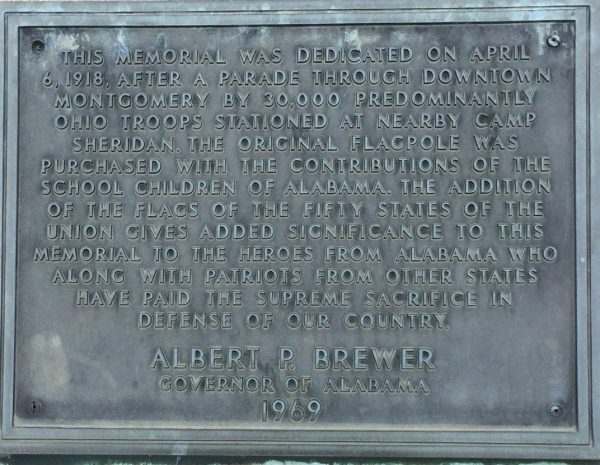 THIS MEMORIAL WAS DEDICATED ON APRIL
6, 1918, AFTER A PARADE THROUGH DOWNTOWN
MONTGOMERY BY 30,000 PREDOMINANTLY
OHIO TROOPS STATIONED AT NEARBY CAMP
SHERIDAN. THE ORIGINAL FLAGPOLE WAS
PURCHASED WITH THE CONTRIBUTIONS OF THE
SCHOOL CHILDREN OF ALABAMA. THE ADDITION
OF THE FLAGS OF THE FIFTY STATES OF THE
UNION GIVES ADDED SIGNIFICANCE TO THIS
MEMORIAL TO THE HEROES FROM ALABAMA WHO
ALONG WITH PATRIOTS FROM OTHER STATES
HAVE PAID THE SUPREME SACRIFICE IN
DEFENSE OF OUR COUNTRY.
ALBERT P. BREWER
GOVERNOR OF ALABAMA
1969